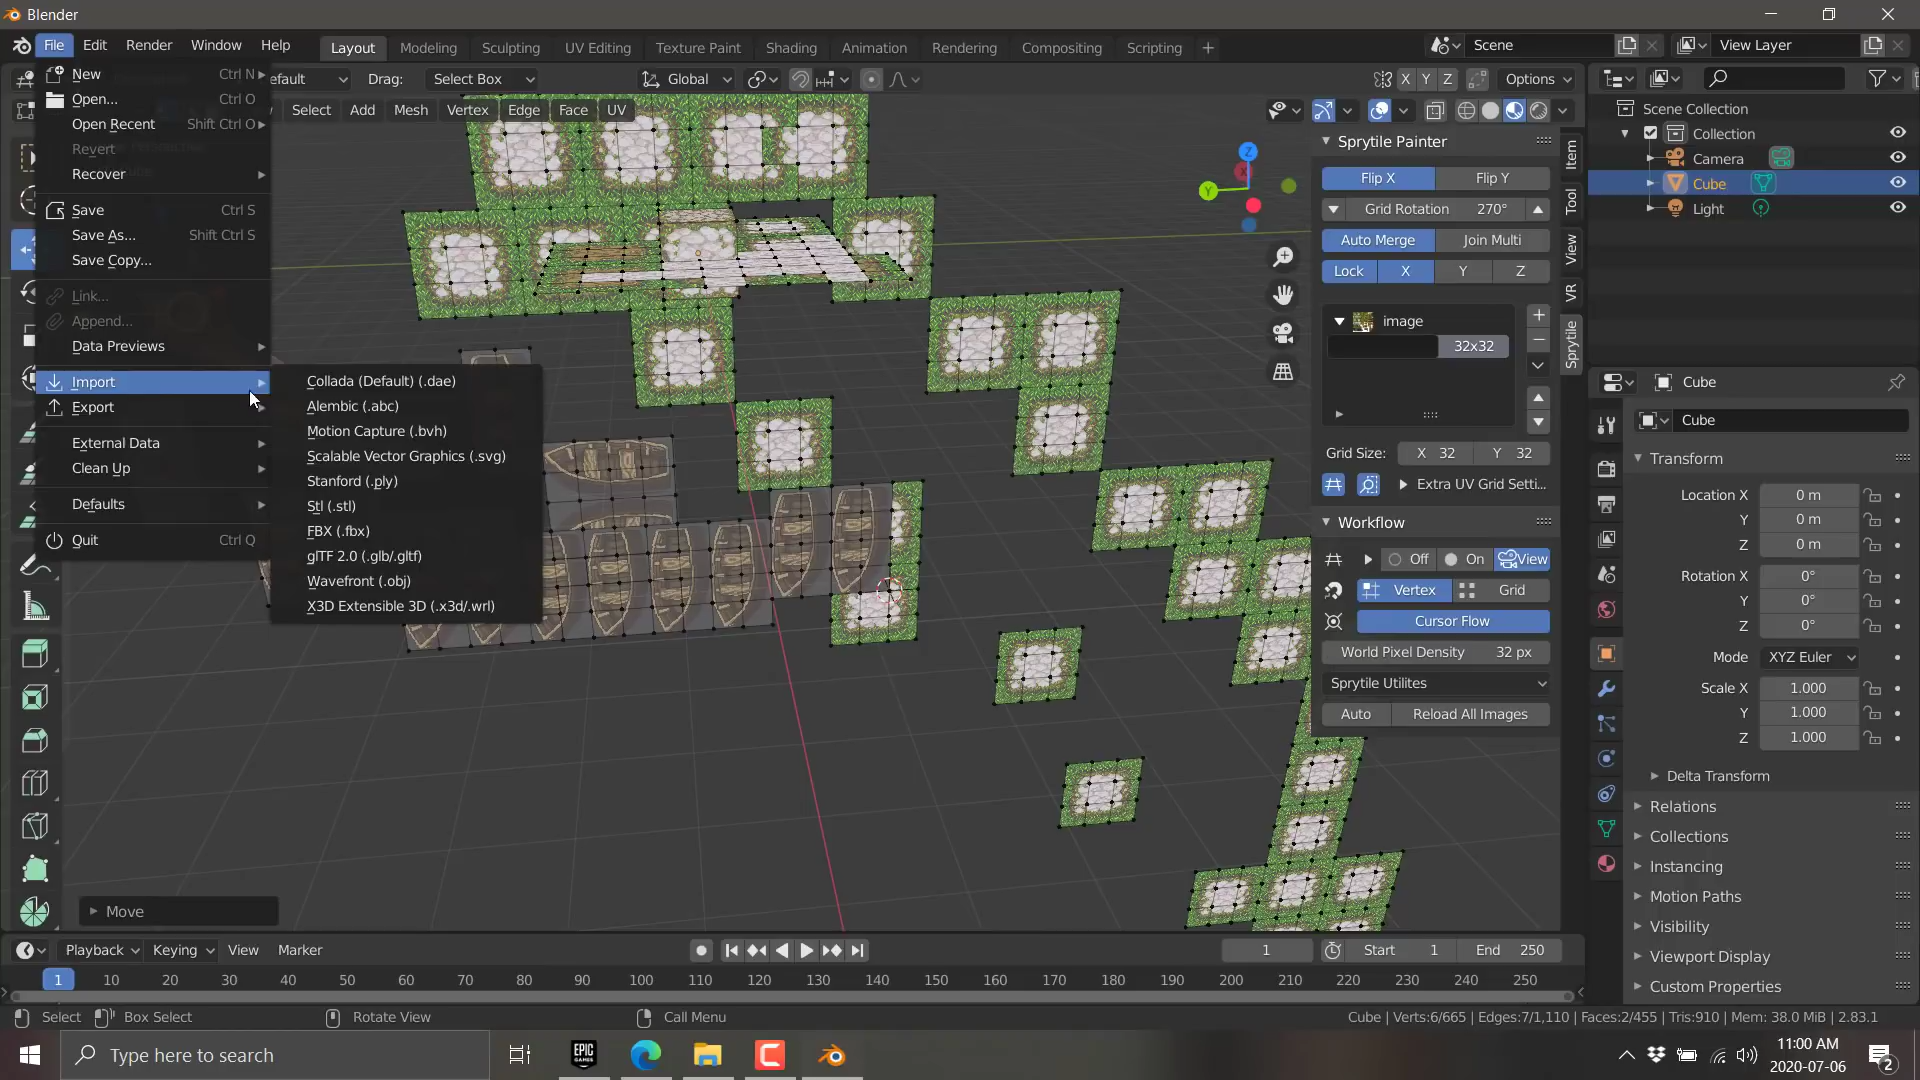 Blender
File Edit Render Window Help
Layout Modeling Sculpting UV Editing Texture Paint Shading Animation Rendering Compositing Scripting +
Scene
View Layer
efault Drag: Select Box
Global
X Y Z
Options
Select Add Mesh Vertex Edge Face UV
New Ctrl N
Open... Ctrl O
Open Recent Shift Ctrl O
Revert
Recover
Save Ctrl S
Save As... Shift Ctrl S
Save Copy...
Link...
Append...
Data Previews
Import
Export
External Data
Clean Up
Defaults
Quit Ctrl Q
Collada (Default) (.dae)
Alembic (.abc)
Motion Capture (.bvh)
Scalable Vector Graphics (.svg)
Stanford (.ply)
Stl (.stl)
FBX (.fbx)
glTF 2.0 (.glb/.gltf)
Wavefront (.obj)
X3D Extensible 3D (.x3d/.wrl)
Z
X
Y
Sprytile Painter
Flip X Flip Y
Grid Rotation 270°
Auto Merge Join Multi
Lock X Y Z
image
32x32
Grid Size: X 32 Y 32
Extra UV Grid Setti...
Workflow
Off On View
Vertex Grid
Cursor Flow
World Pixel Density 32 px
Sprytile Utilites
Auto Reload All Images
Item
Tool
View
VR
Sprytile
Scene Collection
Collection
Camera
Cube
Light
Cube
Cube
Transform
Location X 0 m
Y 0 m
Z 0 m
Rotation X 0°
Y 0°
Z 0°
Mode XYZ Euler
Scale X 1.000
Y 1.000
Z 1.000
Delta Transform
Relations
Collections
Instancing
Motion Paths
Visibility
Viewport Display
Custom Properties
Move
Playback Keying View Marker
1 Start 1 End 250
1 10 20 30 40 50 60 70 80 90 100 110 120 130 140 150 160 170 180 190 200 210 220 230 240 250
Select Box Select Rotate View Call Menu
Cube | Verts:6/665 | Edges:7/1,110 | Faces:2/455 | Tris:910 | Mem: 38.0 MiB | 2.83.1
Type here to search
EPIC GAMES
11:00 AM
2020-07-06
2